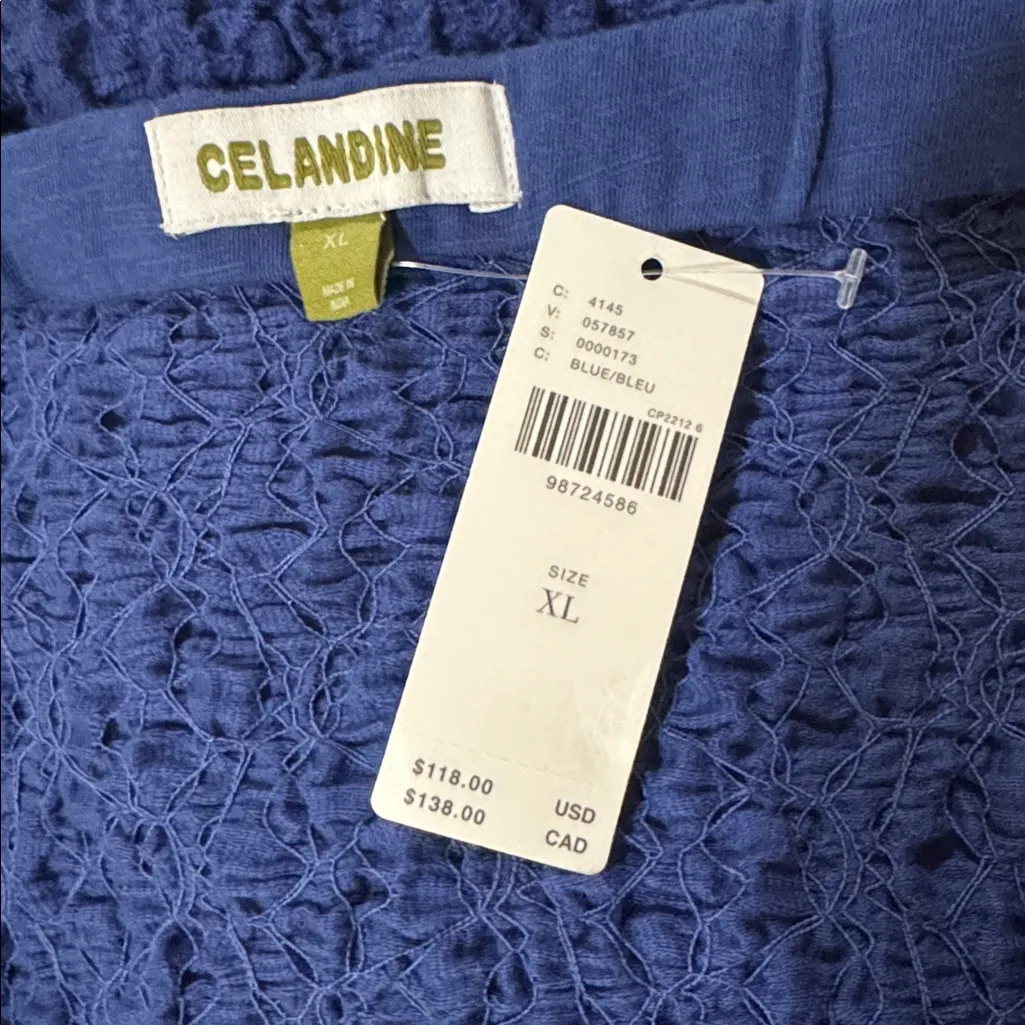 CELANDINE
XL
MADE IN
INDIA
C: 4145
V: 057857
S: 0000173
C: BLUE/BLEU
CP2212 6
98724586
SIZE
XL
$118.00 USD
$138.00 CAD